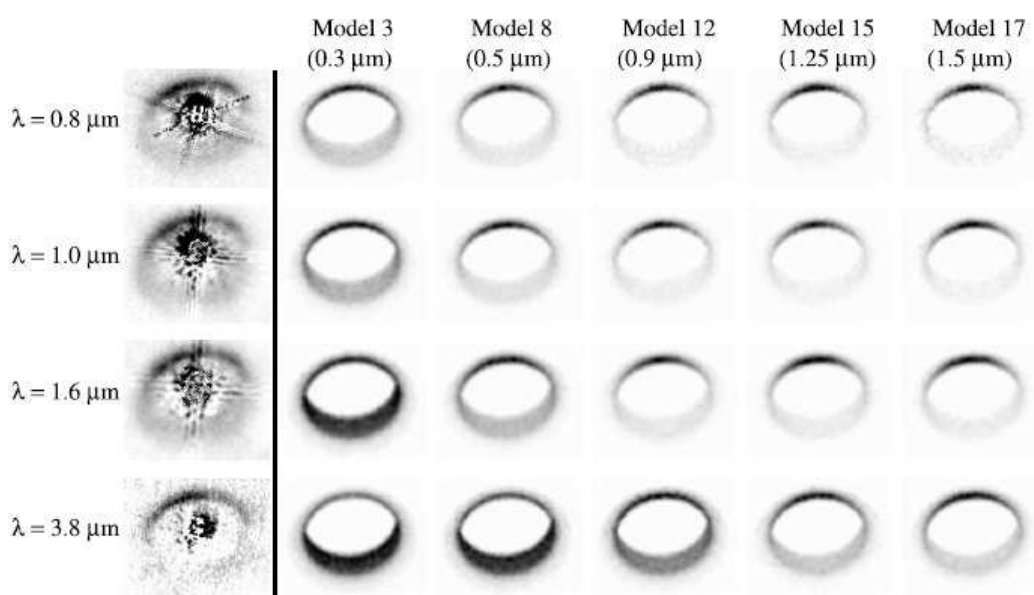 Model 3 Model 8 Model 12 Model 15 Model 17
(0.3 μm) (0.5 μm) (0.9 μm) (1.25 μm) (1.5 μm)
λ = 0.8 μm
λ = 1.0 μm
λ = 1.6 μm
λ = 3.8 μm